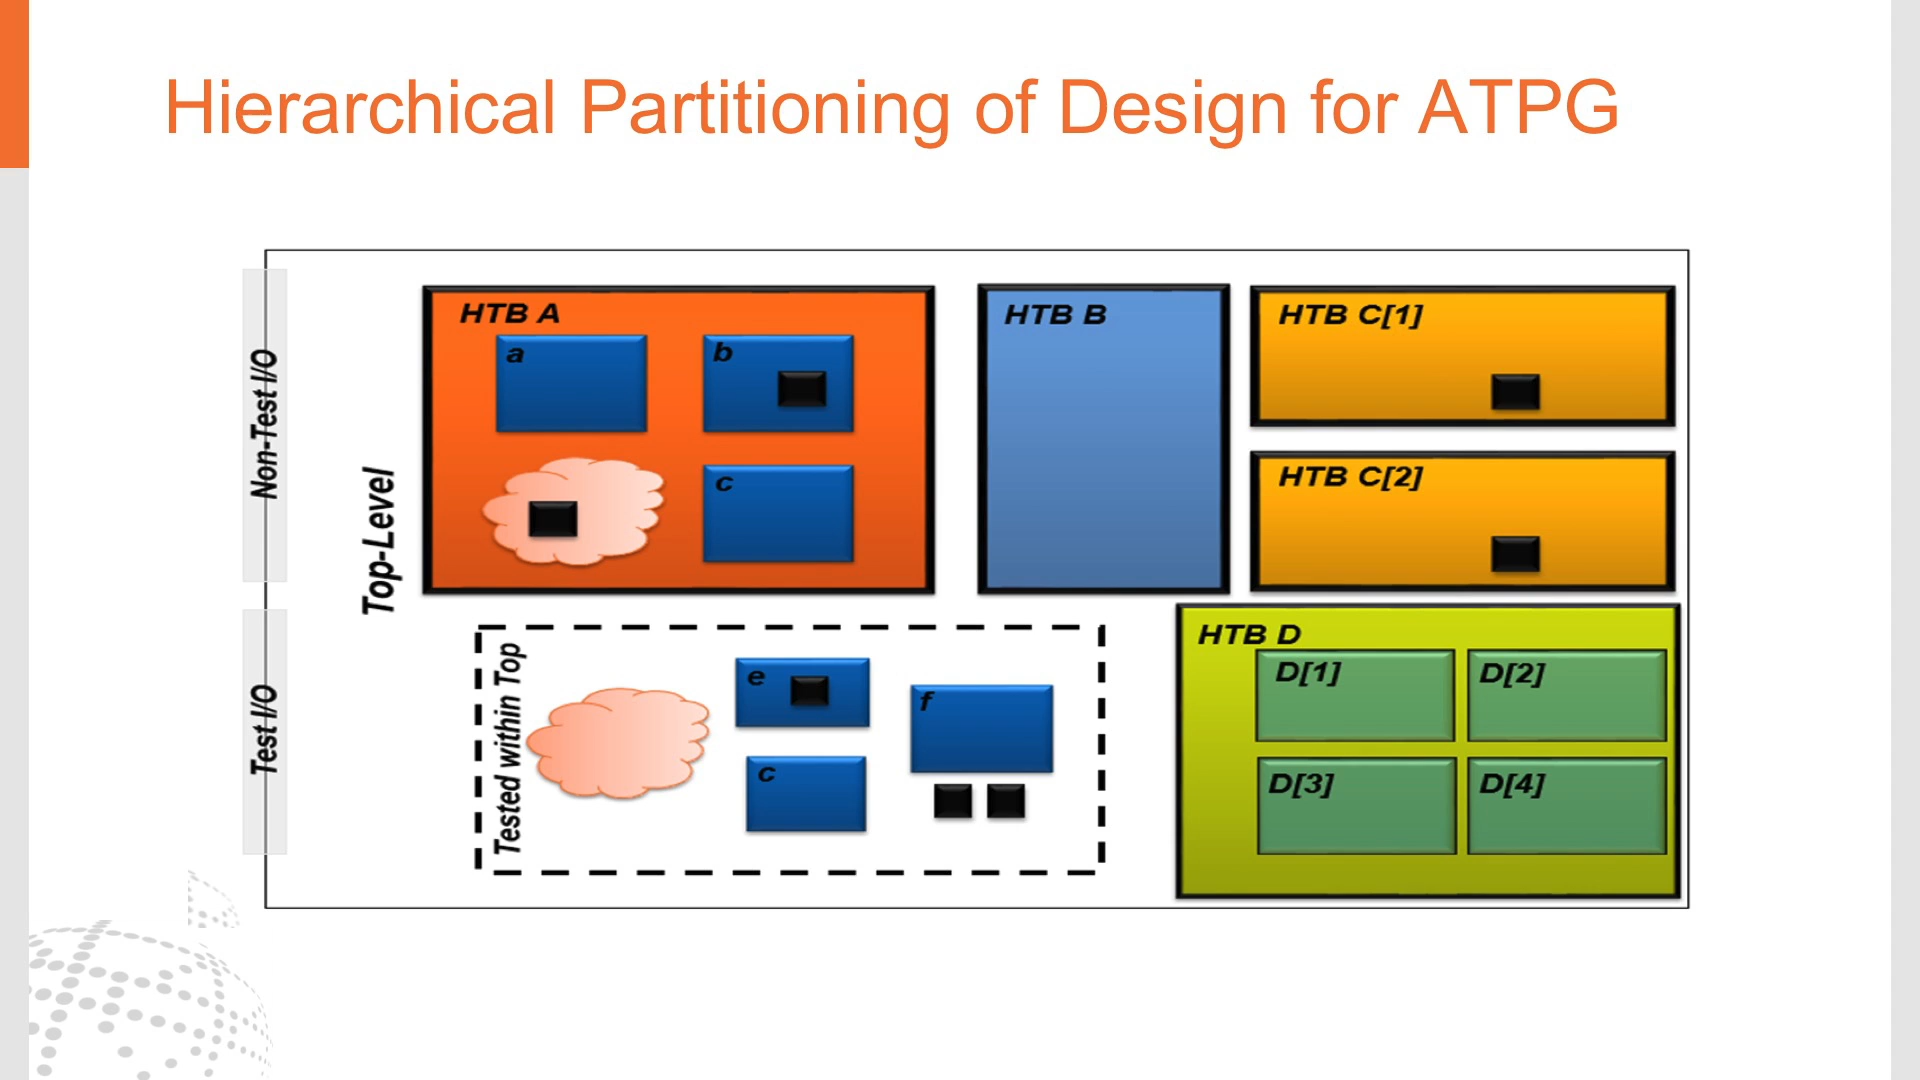 Hierarchical Partitioning of Design for ATPG
Non-Test I/O
Test I/O
Top-Level
HTB A
a
b
c
HTB B
HTB C[1]
HTB C[2]
Tested within Top
e
c
f
HTB D
D[1]
D[2]
D[3]
D[4]